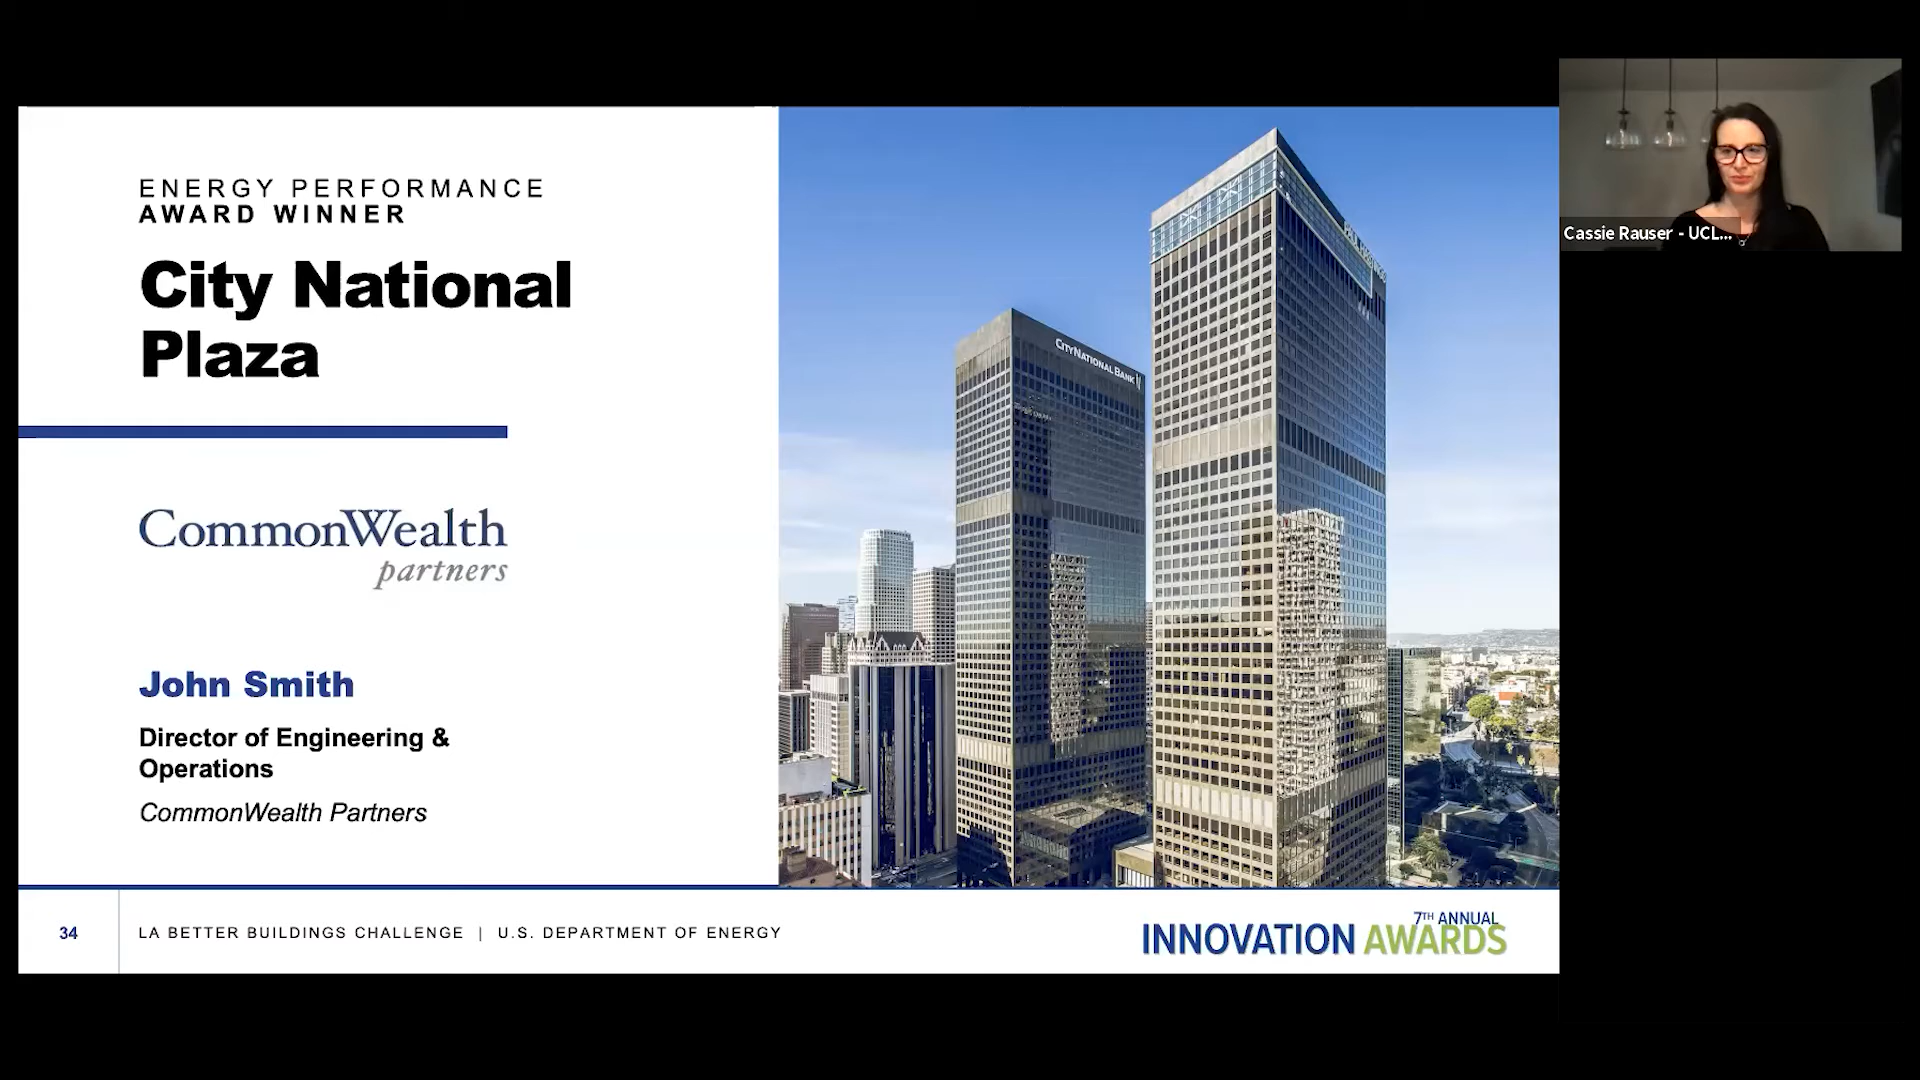 ENERGY PERFORMANCE
AWARD WINNER
City National
Plaza
CommonWealth
partners
John Smith
Director of Engineering &
Operations
CommonWealth Partners
CITY NATIONAL BANK
34
LA BETTER BUILDINGS CHALLENGE | U.S. DEPARTMENT OF ENERGY
7TH ANNUAL
INNOVATION AWARDS
Cassie Rauser - UCL...